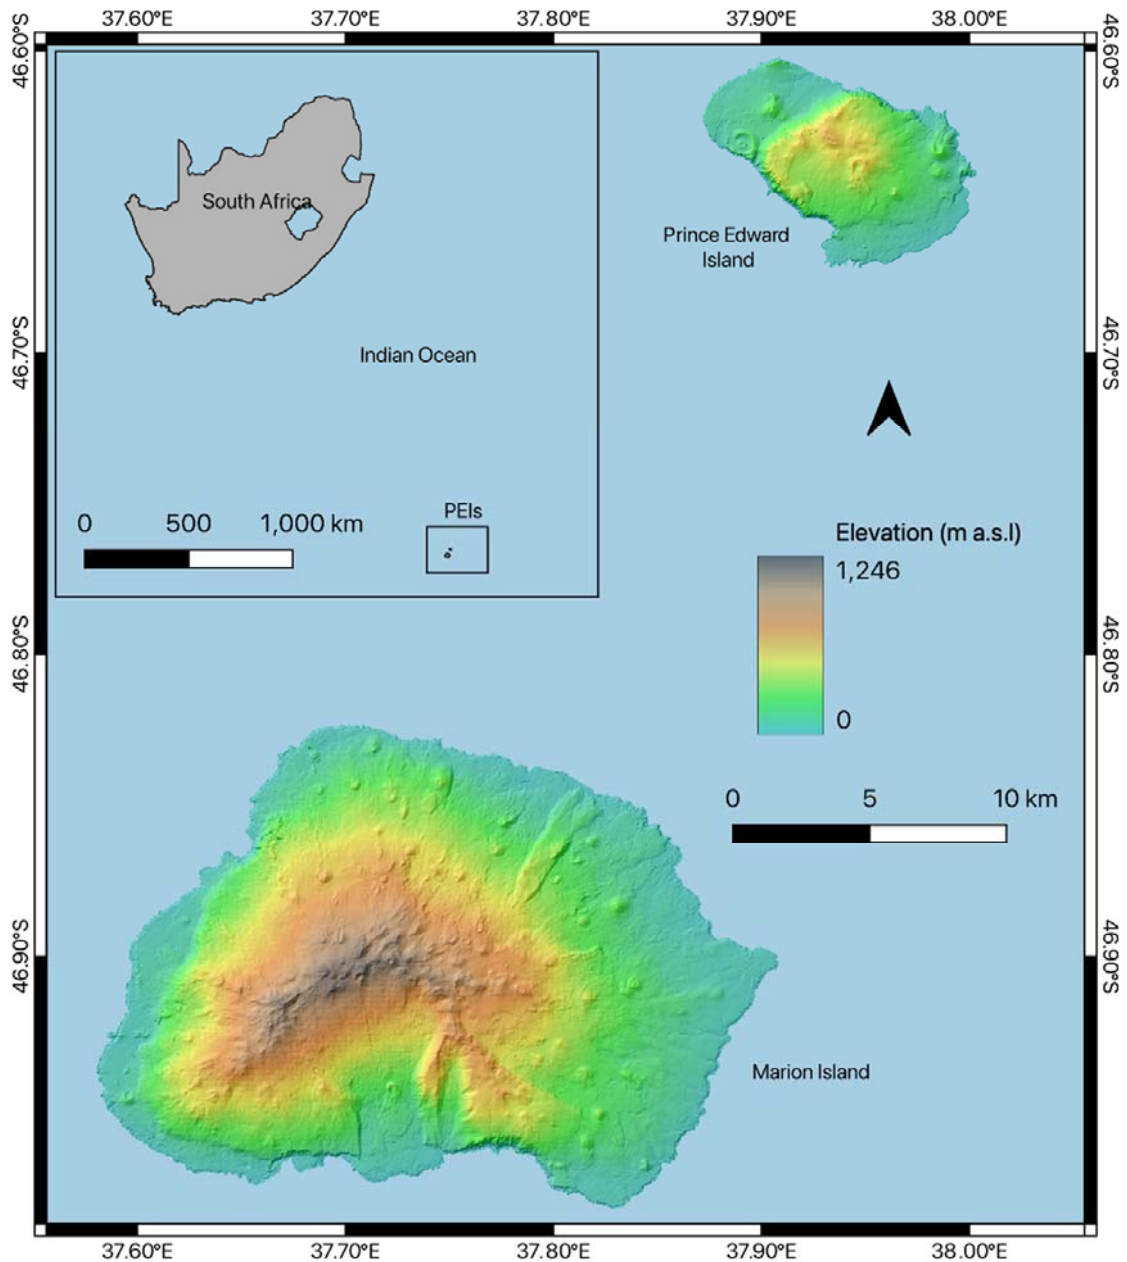 37.60°E 37.70°E 37.80°E 37.90°E 38.00°E
46.60°S
46.60°S
South Africa
Prince Edward
Island
Indian Ocean
46.70°S
46.70°S
PEIs
0 500 1,000 km
Elevation (m a.s.l)
1,246
0
46.80°S
46.80°S
0 5 10 km
46.90°S
46.90°S
Marion Island
37.60°E 37.70°E 37.80°E 37.90°E 38.00°E